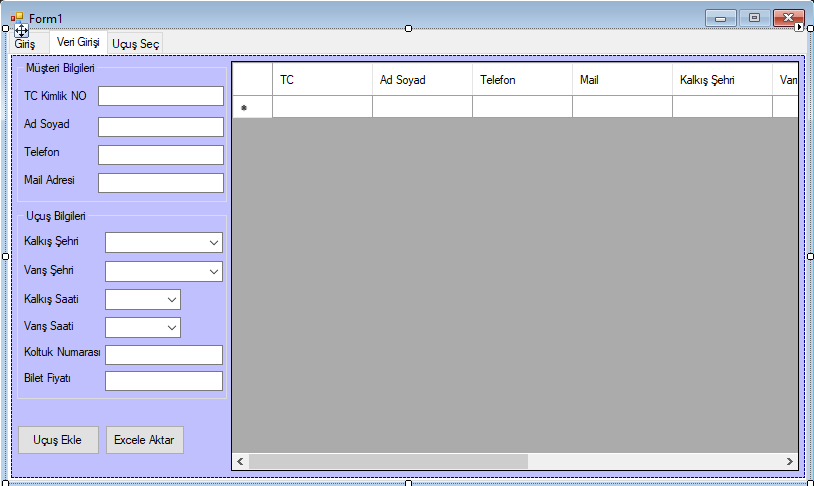 Form1
Giriş Veri Girişi Uçuş Seç
Müşteri Bilgileri
TC Kimlik NO
Ad Soyad
Telefon
Mail Adresi
Uçuş Bilgileri
Kalkış Şehri
Varış Şehri
Kalkış Saati
Varış Saati
Koltuk Numarası
Bilet Fiyatı
Uçuş Ekle Excele Aktar
TC Ad Soyad Telefon Mail Kalkış Şehri Varı